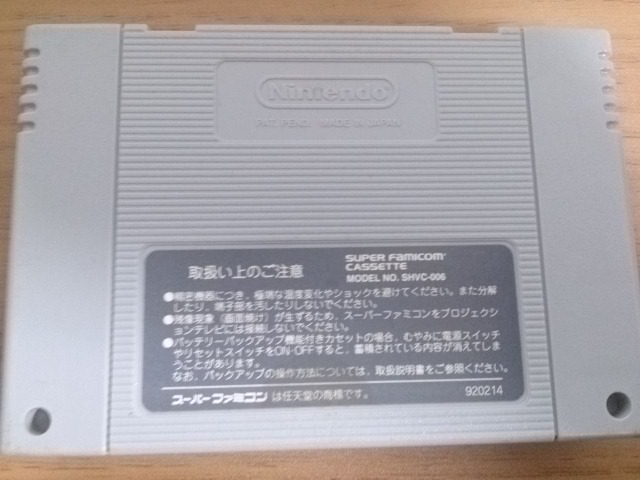 Nintendo
PAT. PEND. MADE IN JAPAN
取扱い上のご注意
SUPER FAMICOM
CASSETTE
MODEL NO. SHVC-006
●精密機器につき、極端な温度変化やショックを避けてください。また分解
したり、端子部を汚したりしないでください。
●残像現象（画面焼け）が生ずるため、スーパーファミコンをプロジェクシ
ョンテレビには接続しないでください。
●バッテリーバックアップ機能付きカセットの場合、むやみに電源スイッチ
やリセットスイッチをON・OFFすると、蓄積されている内容が消えてしま
うことがあります。
なお、バックアップの操作方法については、取扱説明書をご参照ください。
スーパーファミコン は任天堂の商標です。
920214